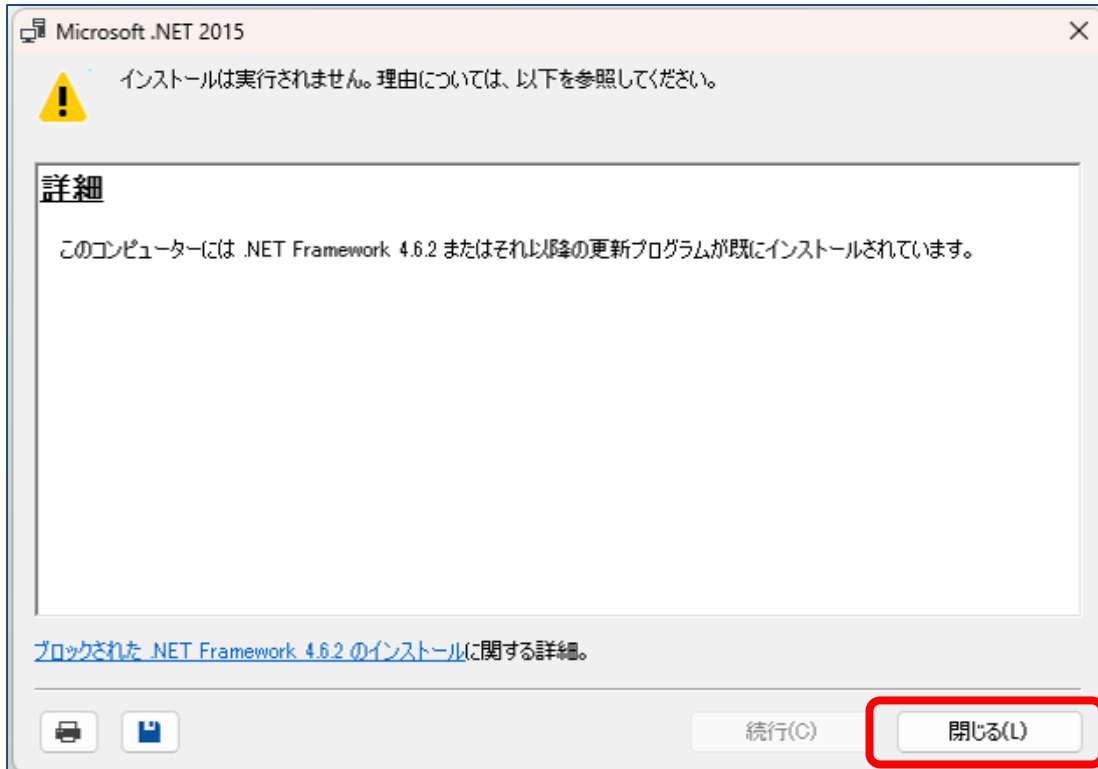 Microsoft .NET 2015
インストールは実行されません。理由については、以下を参照してください。
詳細
このコンピューターには .NET Framework 4.6.2 またはそれ以降の更新プログラムが既にインストールされています。
ブロックされた .NET Framework 4.6.2 のインストールに関する詳細。
続行(C)
閉じる(L)